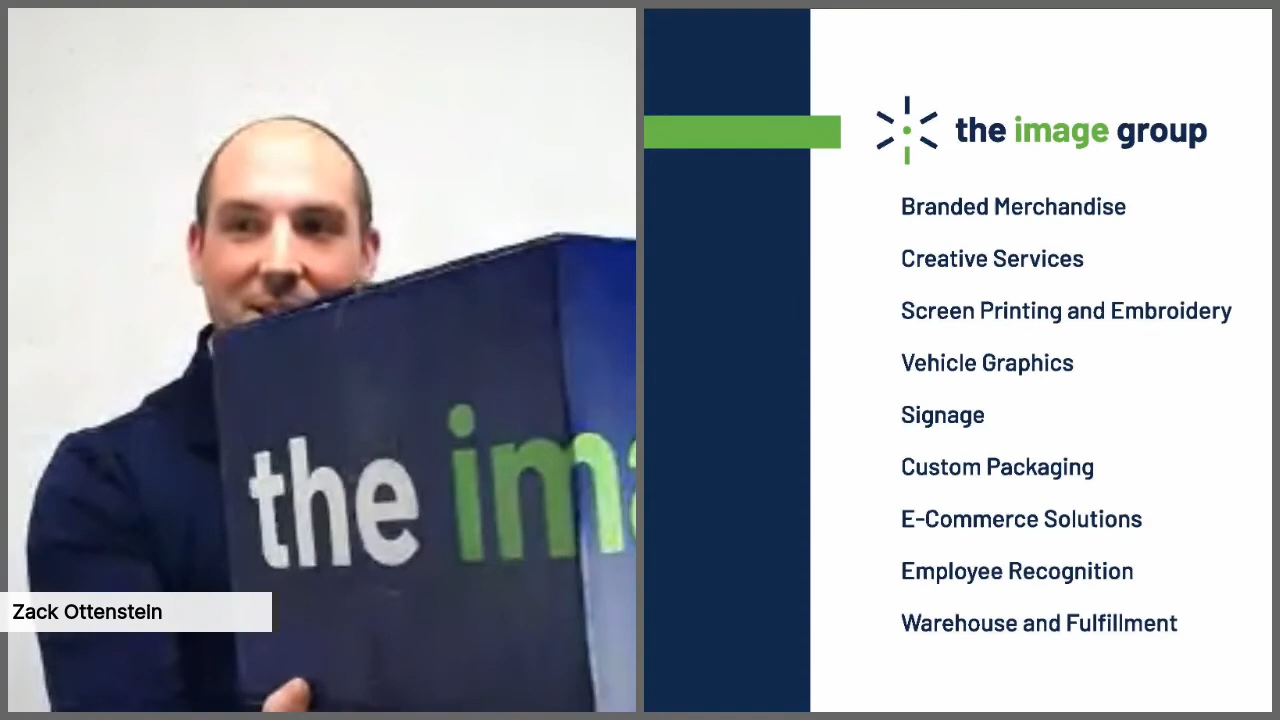 the ima
Zack Ottenstein
the image group
Branded Merchandise
Creative Services
Screen Printing and Embroidery
Vehicle Graphics
Signage
Custom Packaging
E-Commerce Solutions
Employee Recognition
Warehouse and Fulfillment